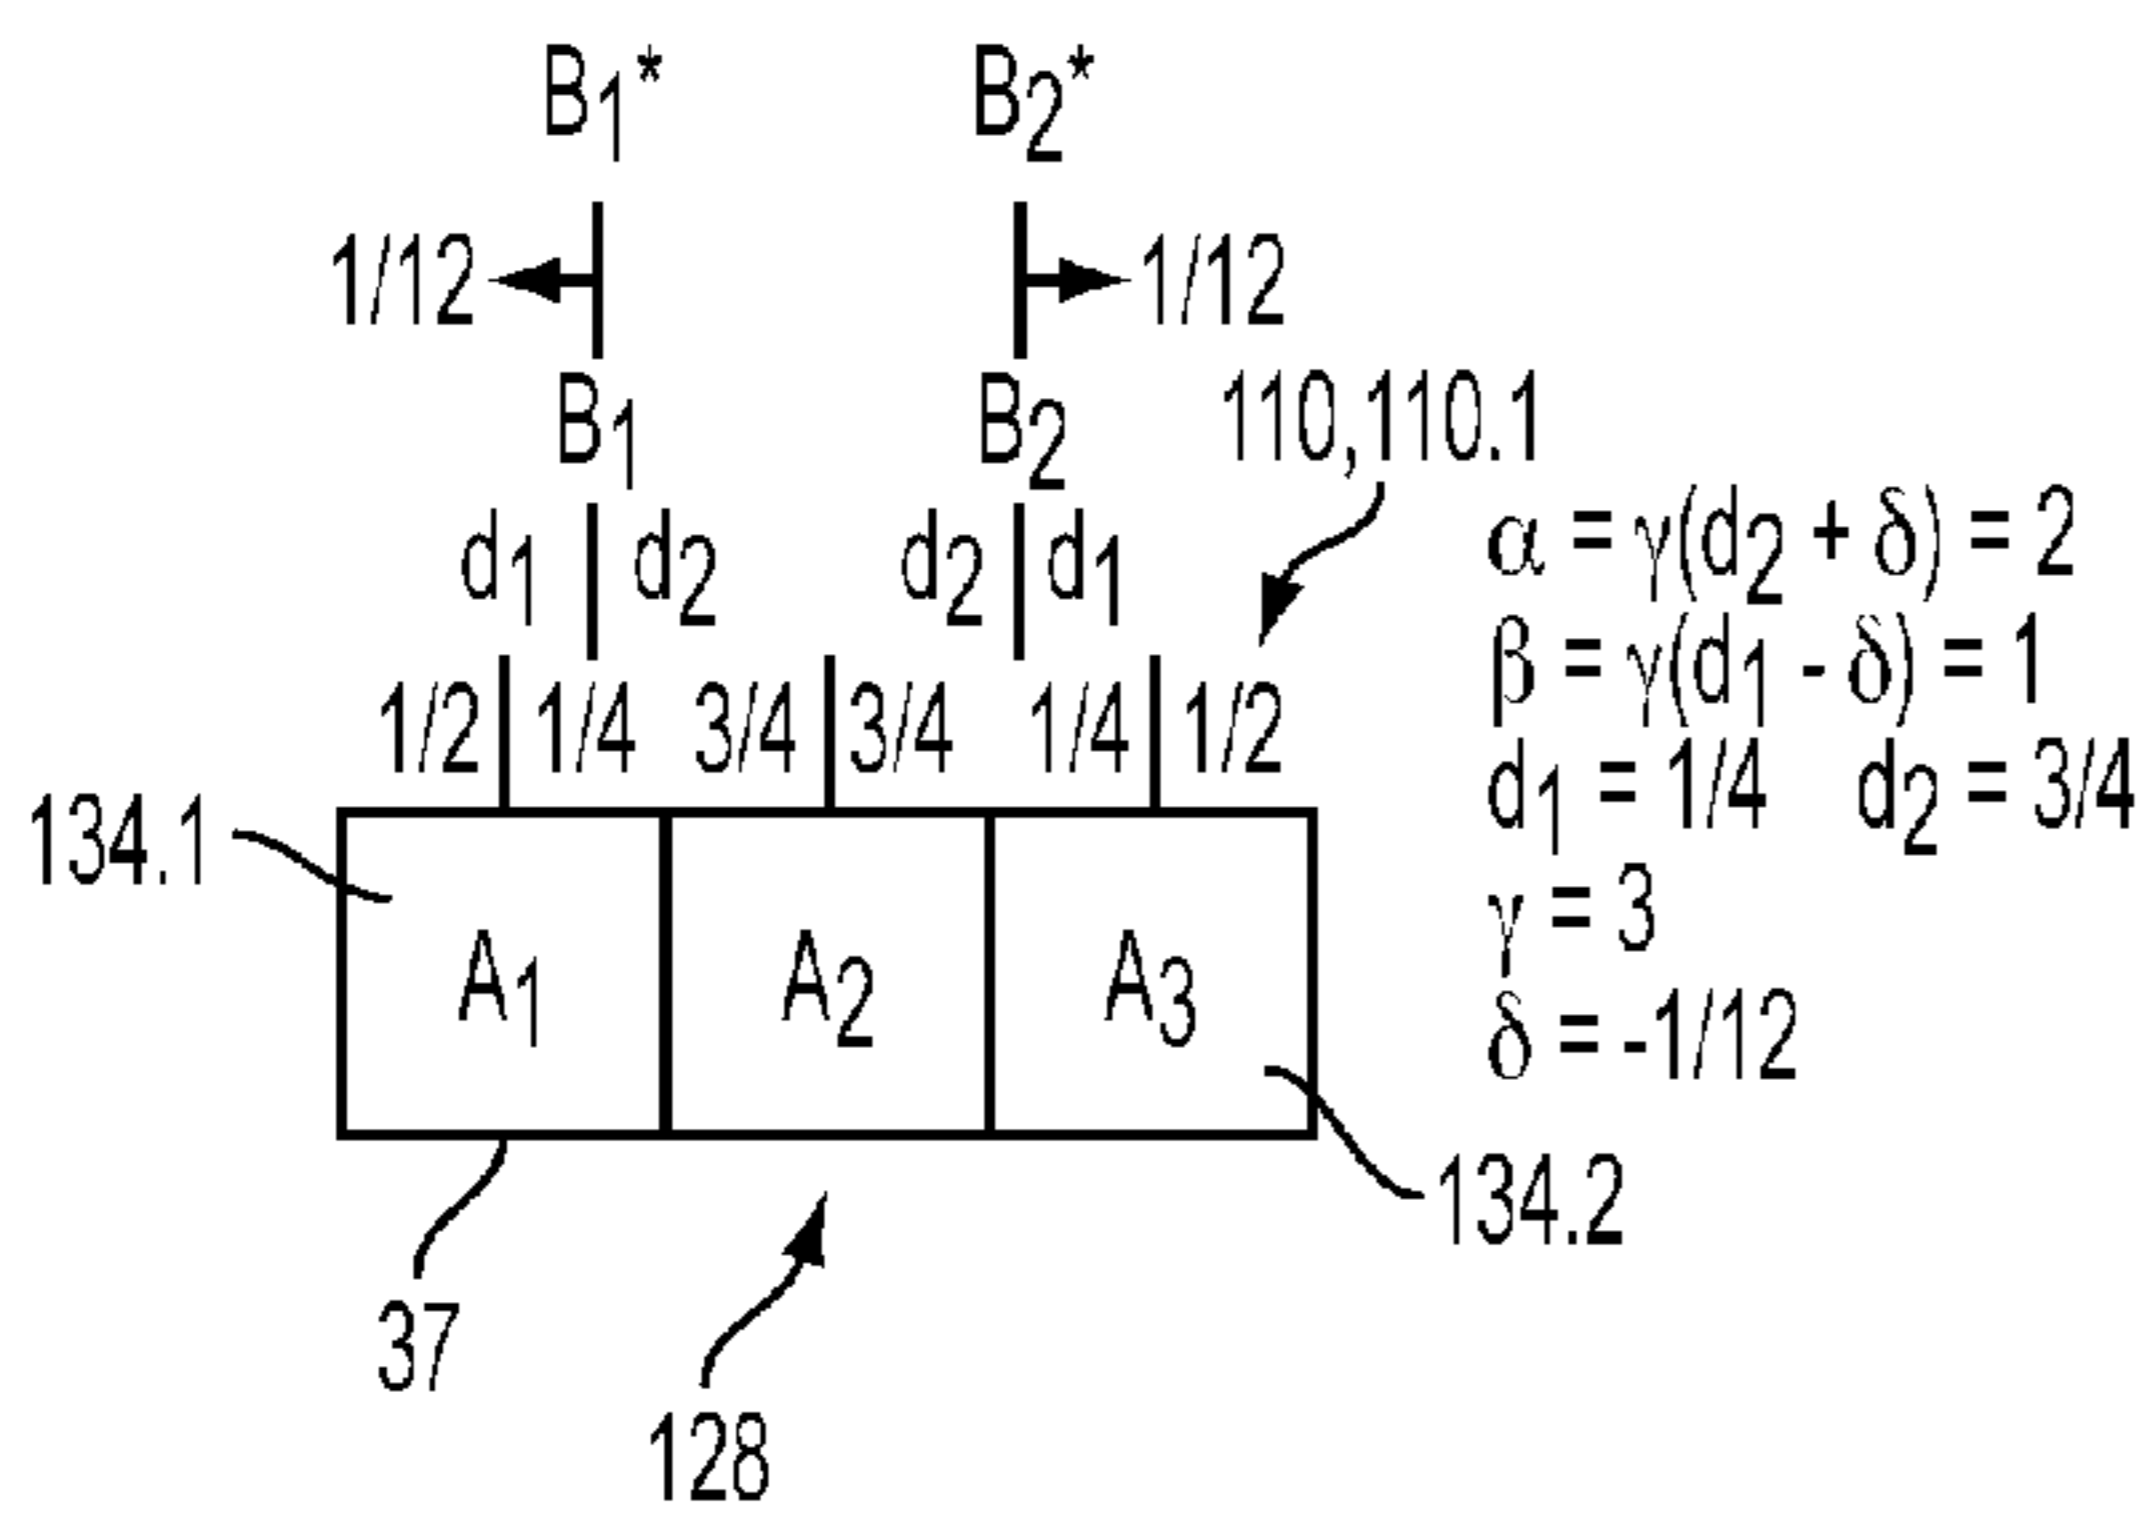 B1* B2*
1/12 1/12
B1 B2 110,110.1
d1 d2 d2 d1
α = γ(d2 + δ) = 2
β = γ(d1 - δ) = 1
1/2 1/4 3/4 3/4 1/4 1/2
d1 = 1/4 d2 = 3/4
134.1
γ = 3
A1 A2 A3
δ = -1/12
134.2
37
128